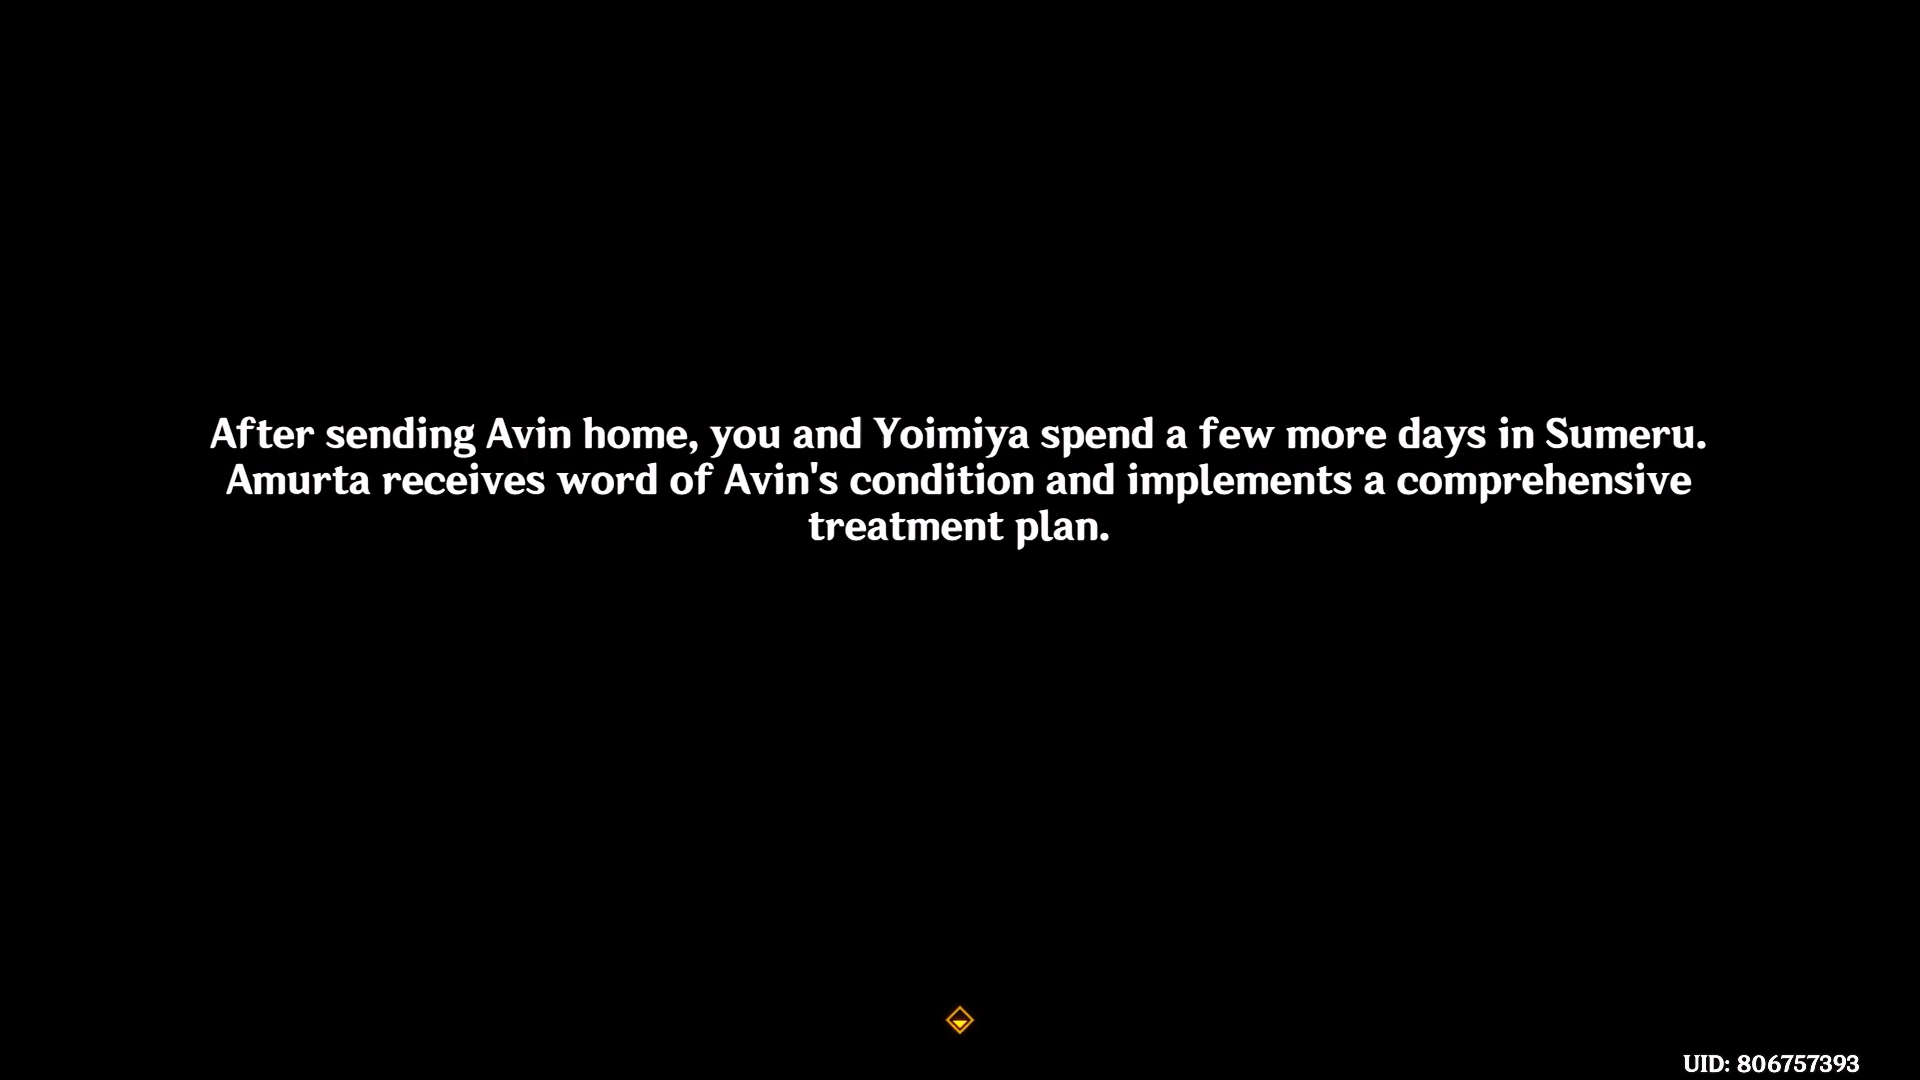 After sending Avin home, you and Yoimiya spend a few more days in Sumeru.
Amurta receives word of Avin's condition and implements a comprehensive
treatment plan.
UID: 806757393